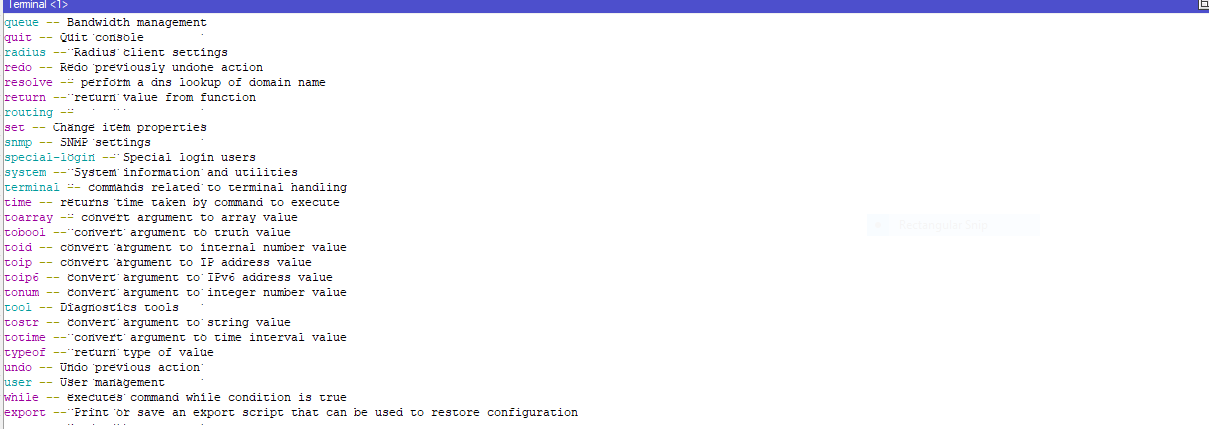 Terminal <1>
queue -- Bandwidth management
quit -- Quit console
radius -- Radius client settings
redo -- Redo previously undone action
resolve -- perform a dns lookup of domain name
return -- return value from function
routing --
set -- Change item properties
snmp -- SNMP settings
special-login -- Special login users
system -- System information and utilities
terminal -- commands related to terminal handling
time -- returns time taken by command to execute
toarray -- convert argument to array value
tobool -- convert argument to truth value
toid -- convert argument to internal number value
toip -- convert argument to IP address value
toip6 -- convert argument to IPv6 address value
tonum -- convert argument to integer number value
tool -- Diagnostics tools
tostr -- convert argument to string value
totime -- convert argument to time interval value
typeof -- return type of value
undo -- Undo previous action
user -- User management
while -- executes command while condition is true
export -- Print or save an export script that can be used to restore configuration
Rectangular Snip